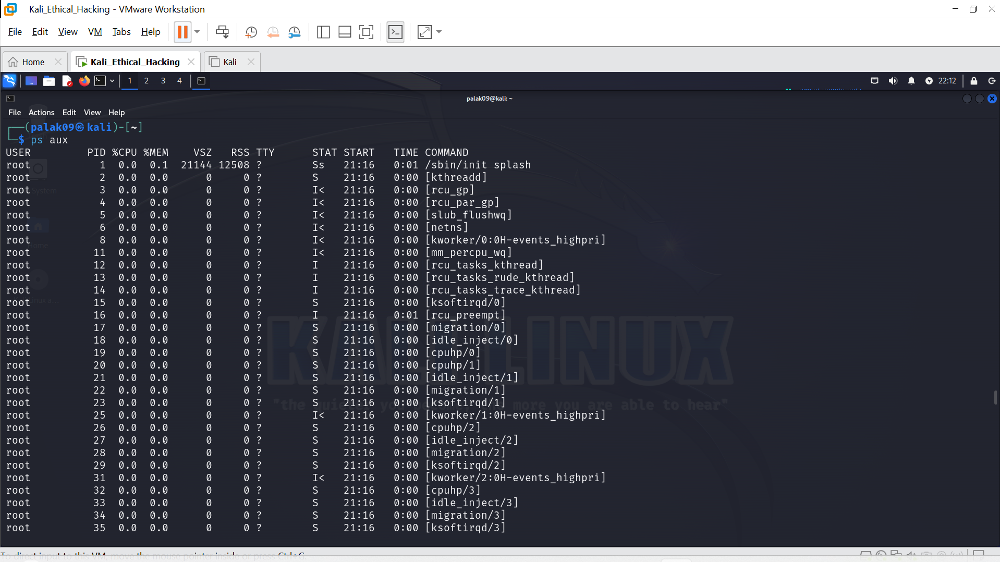 Kali_Ethical_Hacking - VMware Workstation
File Edit View VM Tabs Help
Home Kali_Ethical_Hacking Kali
1 2 3 4 22:12
palak09@kali: ~
File Actions Edit View Help
┌──(palak09㉿kali)-[~]
└─$ ps aux
USER PID %CPU %MEM VSZ RSS TTY STAT START TIME COMMAND
root 1 0.0 0.1 21144 12508 ? Ss 21:16 0:01 /sbin/init splash
root 2 0.0 0.0 0 0 ? S 21:16 0:00 [kthreadd]
root 3 0.0 0.0 0 0 ? I< 21:16 0:00 [rcu_gp]
System
root 4 0.0 0.0 0 0 ? I< 21:16 0:00 [rcu_par_gp]
root 5 0.0 0.0 0 0 ? I< 21:16 0:00 [slub_flushwq]
root 6 0.0 0.0 0 0 ? I< 21:16 0:00 [netns]
root 8 0.0 0.0 0 0 ? I< 21:16 0:00 [kworker/0:0H-events_highpri]
Home
root 11 0.0 0.0 0 0 ? I< 21:16 0:00 [mm_percpu_wq]
root 12 0.0 0.0 0 0 ? I 21:16 0:00 [rcu_tasks_kthread]
root 13 0.0 0.0 0 0 ? I 21:16 0:00 [rcu_tasks_rude_kthread]
root 14 0.0 0.0 0 0 ? I 21:16 0:00 [rcu_tasks_trace_kthread]
root 15 0.0 0.0 0 0 ? S 21:16 0:00 [ksoftirqd/0]
root 16 0.0 0.0 0 0 ? I 21:16 0:01 [rcu_preempt]
root 17 0.0 0.0 0 0 ? S 21:16 0:00 [migration/0]
root 18 0.0 0.0 0 0 ? S 21:16 0:00 [idle_inject/0]
KALI LINUX
root 19 0.0 0.0 0 0 ? S 21:16 0:00 [cpuhp/0]
root 20 0.0 0.0 0 0 ? S 21:16 0:00 [cpuhp/1]
root 21 0.0 0.0 0 0 ? S 21:16 0:00 [idle_inject/1]
root 22 0.0 0.0 0 0 ? S 21:16 0:00 [migration/1]
root 23 0.0 0.0 0 0 ? S 21:16 0:00 [ksoftirqd/1]
"the more you are able to hear"
root 25 0.0 0.0 0 0 ? I< 21:16 0:00 [kworker/1:0H-events_highpri]
root 26 0.0 0.0 0 0 ? S 21:16 0:00 [cpuhp/2]
root 27 0.0 0.0 0 0 ? S 21:16 0:00 [idle_inject/2]
root 28 0.0 0.0 0 0 ? S 21:16 0:00 [migration/2]
root 29 0.0 0.0 0 0 ? S 21:16 0:00 [ksoftirqd/2]
root 31 0.0 0.0 0 0 ? I< 21:16 0:00 [kworker/2:0H-events_highpri]
root 32 0.0 0.0 0 0 ? S 21:16 0:00 [cpuhp/3]
root 33 0.0 0.0 0 0 ? S 21:16 0:00 [idle_inject/3]
root 34 0.0 0.0 0 0 ? S 21:16 0:00 [migration/3]
root 35 0.0 0.0 0 0 ? S 21:16 0:00 [ksoftirqd/3]
To direct input to this VM, move the mouse pointer inside or press Ctrl+G.